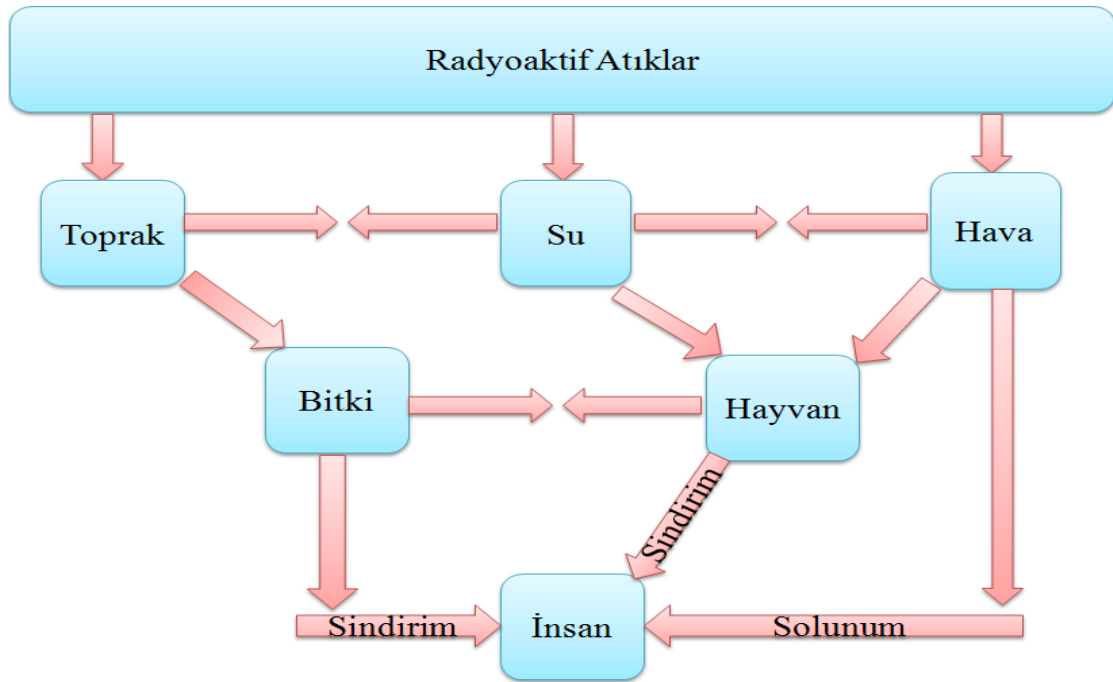 Radyoaktif Atıklar
Toprak
Su
Hava
Bitki
Hayvan
Sindirim
Sindirim
İnsan
Solunum